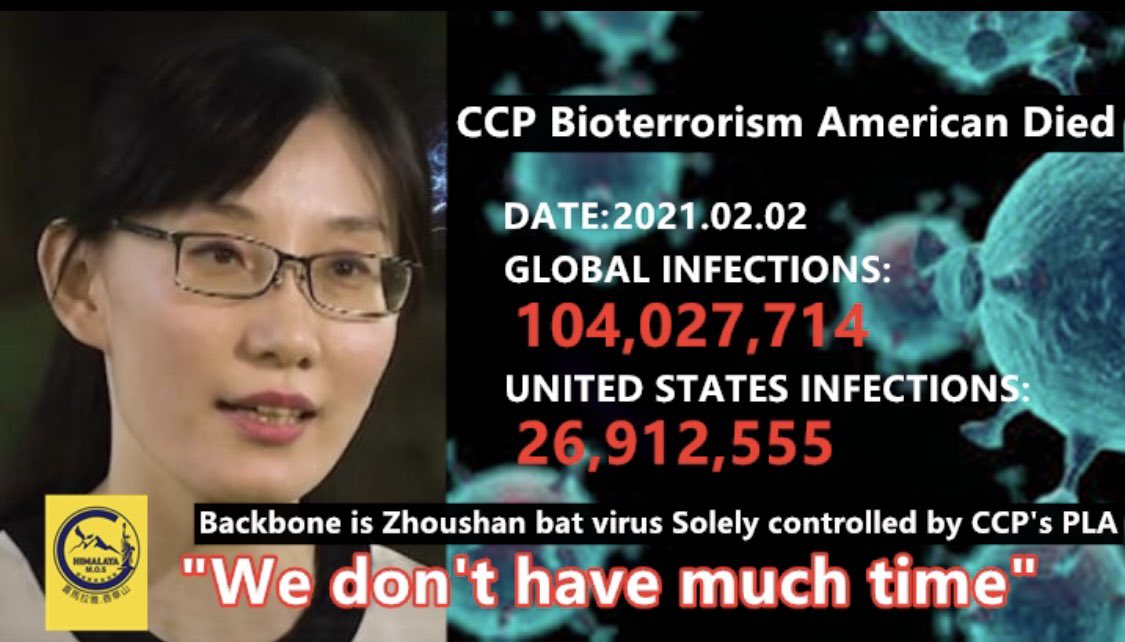 CCP Bioterrorism American Died
DATE:2021.02.02
GLOBAL INFECTIONS:
104,027,714
UNITED STATES INFECTIONS:
26,912,555
Backbone is Zhoushan bat virus Solely controlled by CCP's PLA
"We don't have much time"
HIMALAYA
M.O.S